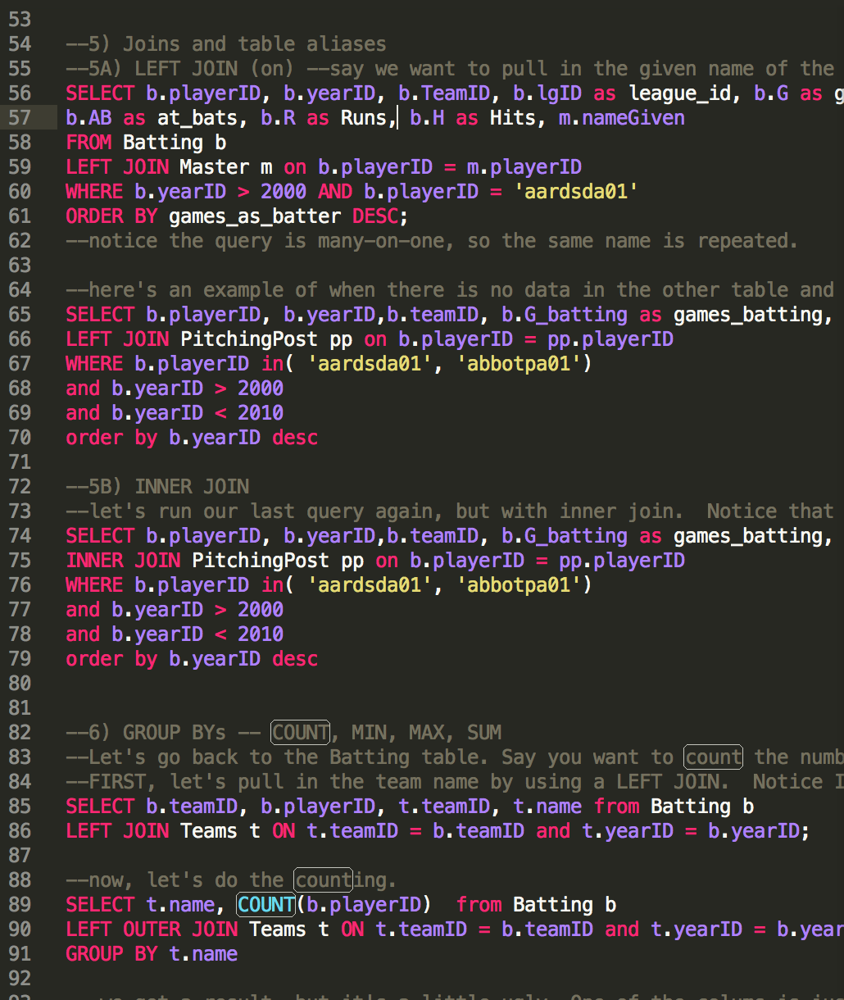 53
54 --5) Joins and table aliases
55 --5A) LEFT JOIN (on) --say we want to pull in the given name of the
56 SELECT b.playerID, b.yearID, b.TeamID, b.lgID as league_id, b.G as g
57 b.AB as at_bats, b.R as Runs, b.H as Hits, m.nameGiven
58 FROM Batting b
59 LEFT JOIN Master m on b.playerID = m.playerID
60 WHERE b.yearID > 2000 AND b.playerID = 'aardsda01'
61 ORDER BY games_as_batter DESC;
62 --notice the query is many-on-one, so the same name is repeated.
63
64 --here's an example of when there is no data in the other table and
65 SELECT b.playerID, b.yearID,b.teamID, b.G_batting as games_batting,
66 LEFT JOIN PitchingPost pp on b.playerID = pp.playerID
67 WHERE b.playerID in( 'aardsda01', 'abbotpa01')
68 and b.yearID > 2000
69 and b.yearID < 2010
70 order by b.yearID desc
71
72 --5B) INNER JOIN
73 --let's run our last query again, but with inner join.  Notice that
74 SELECT b.playerID, b.yearID,b.teamID, b.G_batting as games_batting,
75 INNER JOIN PitchingPost pp on b.playerID = pp.playerID
76 WHERE b.playerID in( 'aardsda01', 'abbotpa01')
77 and b.yearID > 2000
78 and b.yearID < 2010
79 order by b.yearID desc
80
81
82 --6) GROUP BYs -- COUNT, MIN, MAX, SUM
83 --Let's go back to the Batting table. Say you want to count the numb
84 --FIRST, let's pull in the team name by using a LEFT JOIN.  Notice I
85 SELECT b.teamID, b.playerID, t.teamID, t.name from Batting b
86 LEFT JOIN Teams t ON t.teamID = b.teamID and t.yearID = b.yearID;
87
88 --now, let's do the counting.
89 SELECT t.name, COUNT(b.playerID)  from Batting b
90 LEFT OUTER JOIN Teams t ON t.teamID = b.teamID and t.yearID = b.year
91 GROUP BY t.name
92